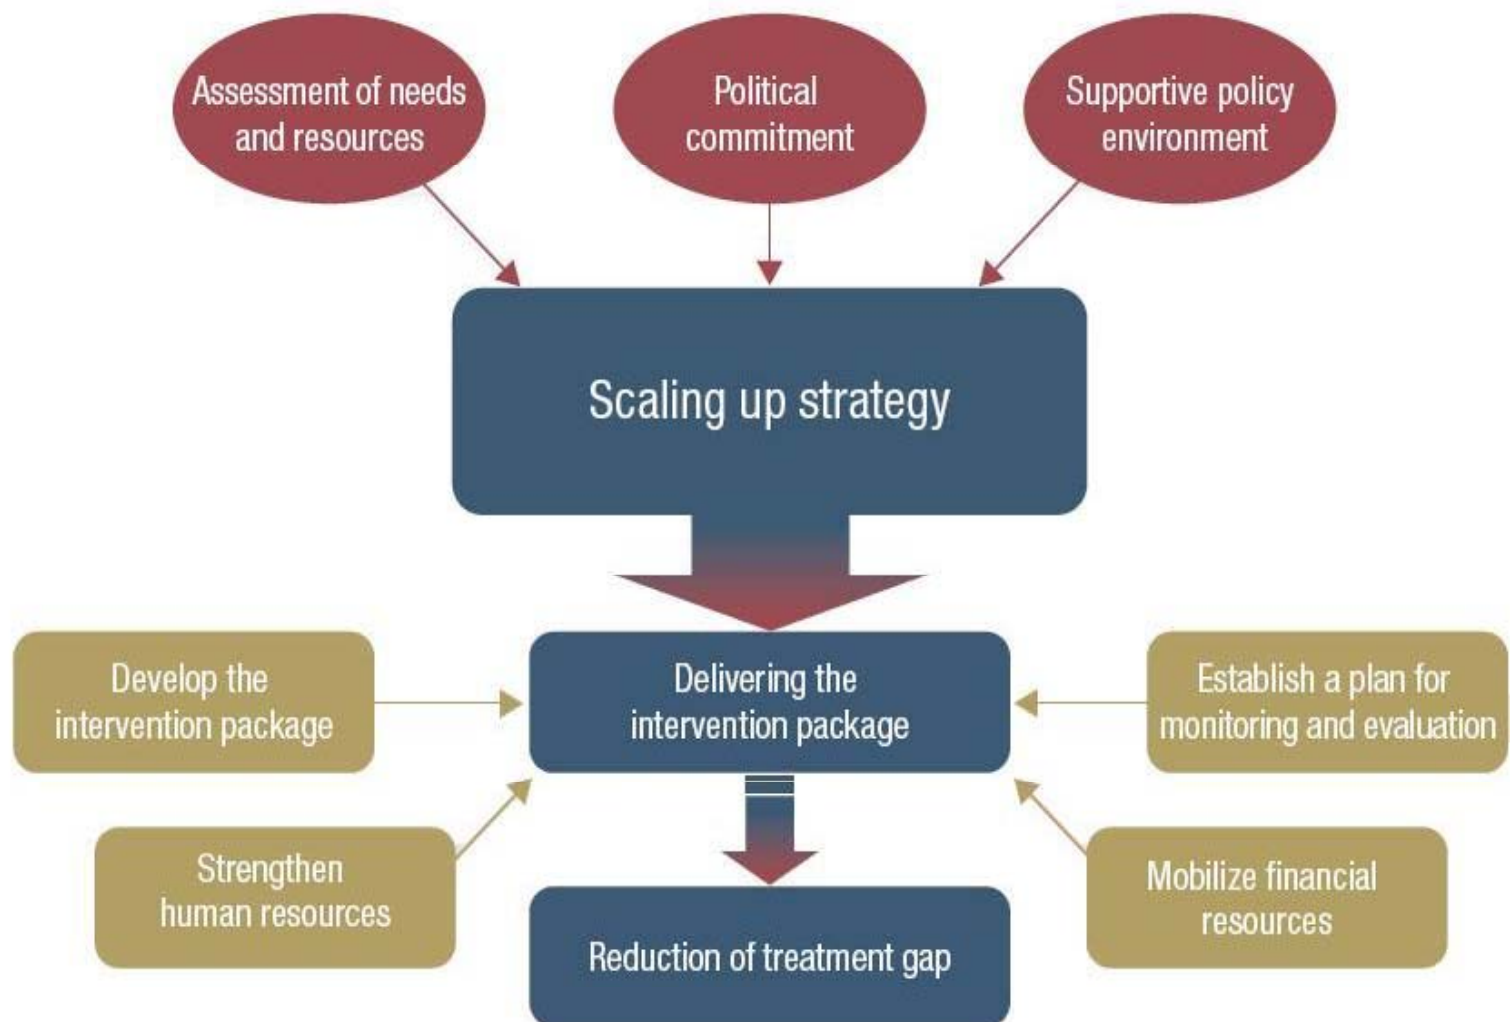 Assessment of needs
and resources
Political
commitment
Supportive policy
environment
Scaling up strategy
Develop the
intervention package
Delivering the
intervention package
Establish a plan for
monitoring and evaluation
Strengthen
human resources
Mobilize financial
resources
Reduction of treatment gap